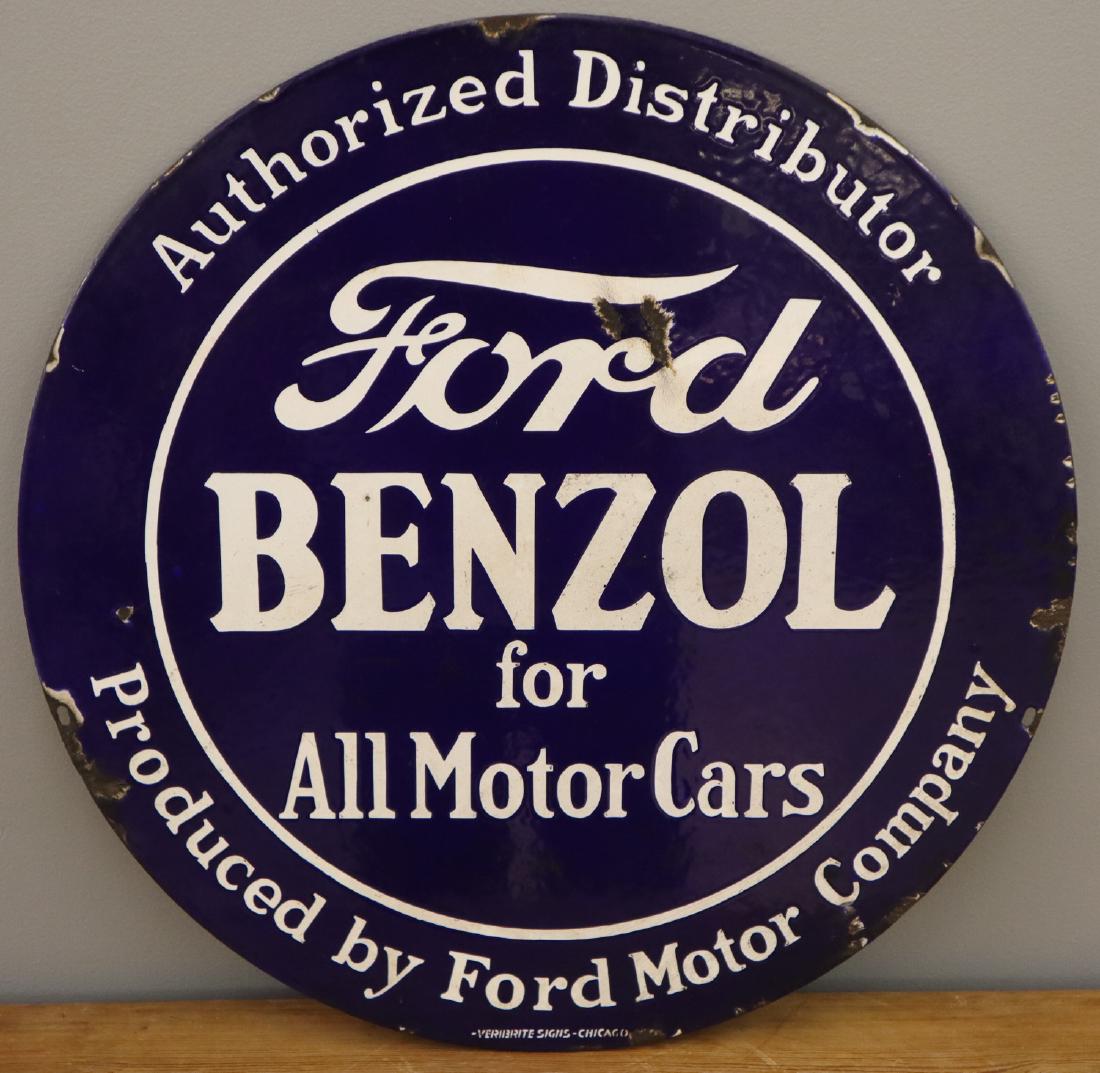 Authorized Distributor
Ford
BENZOL
for
All Motor Cars
Produced by Ford Motor Company
-VERIBRITE SIGNS-CHICAGO